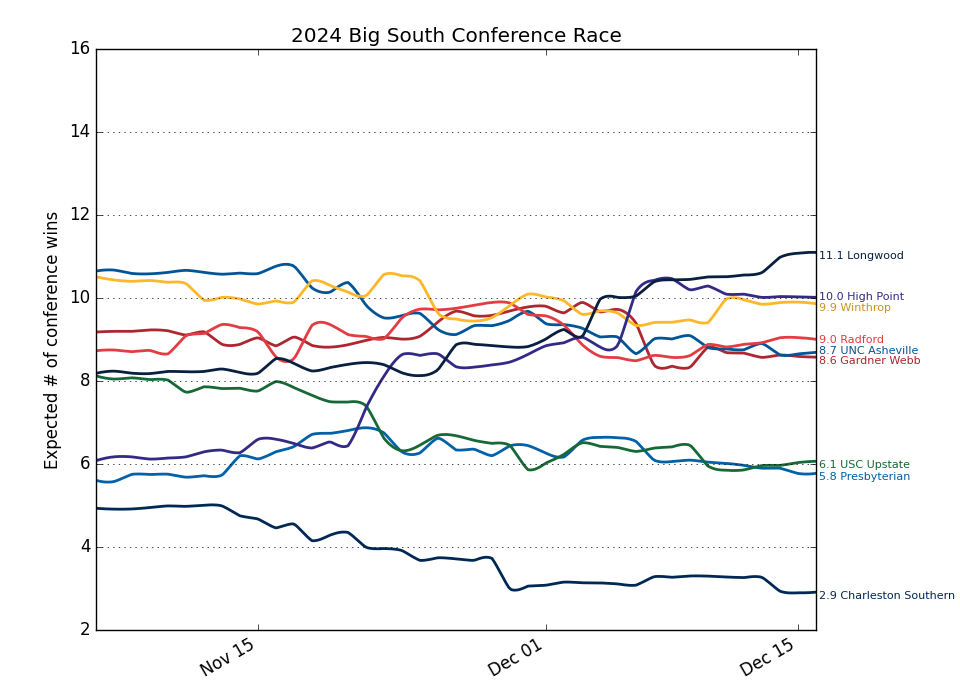 2024 Big South Conference Race
Expected # of conference wins
16
14
12
10
8
6
4
2
Nov 15
Dec 01
Dec 15
11.1 Longwood
10.0 High Point
9.9 Winthrop
9.0 Radford
8.7 UNC Asheville
8.6 Gardner Webb
6.1 USC Upstate
5.8 Presbyterian
2.9 Charleston Southern